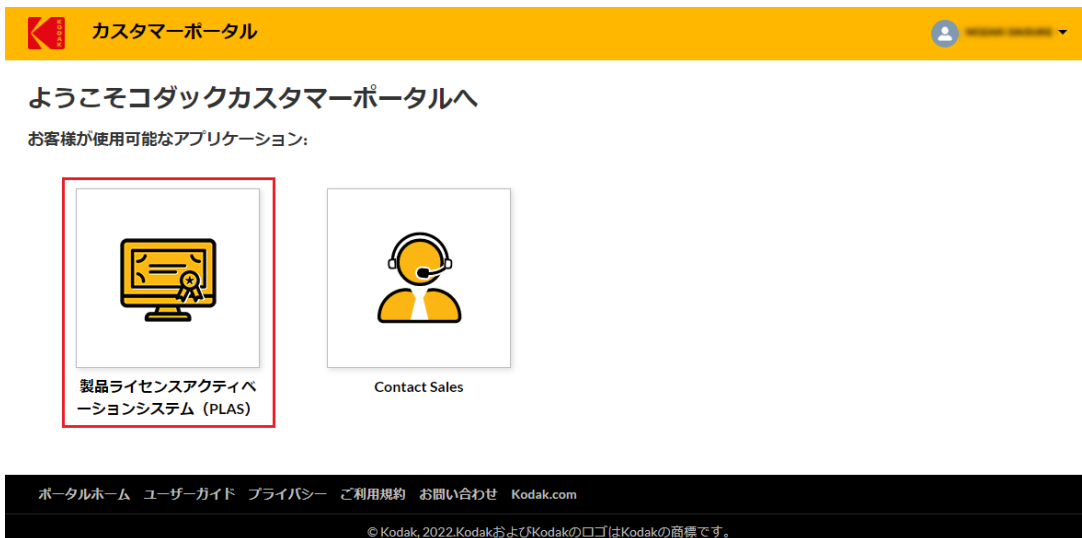 KODAK
カスタマーポータル
ようこそコダックカスタマーポータルへ
お客様が使用可能なアプリケーション:
製品ライセンスアクティベ
ーションシステム（PLAS）
Contact Sales
ポータルホーム ユーザーガイド プライバシー ご利用規約 お問い合わせ Kodak.com
© Kodak, 2022.KodakおよびKodakのロゴはKodakの商標です。